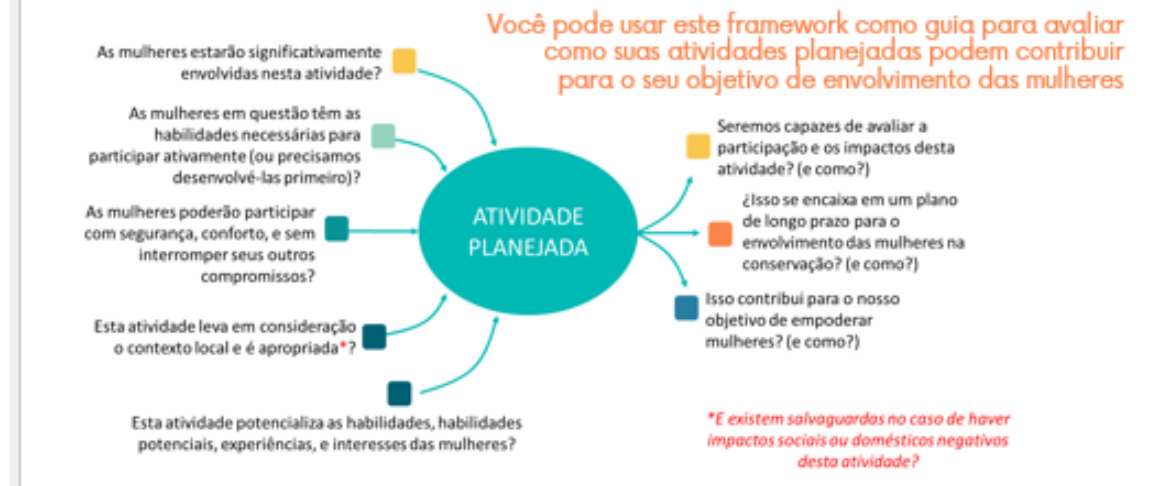 Você pode usar este framework como guia para avaliar
como suas atividades planejadas podem contribuir
para o seu objetivo de envolvimento das mulheres
As mulheres estarão significativamente
envolvidas nesta atividade?
As mulheres em questão têm as
habilidades necessárias para
participar ativamente (ou precisamos
desenvolvé-las primeiro)?
As mulheres poderão participar
com segurança, conforto, e sem
interromper seus outros
compromissos?
Esta atividade leva em consideração
o contexto local e é apropriada*?
Esta atividade potencializa as habilidades, habilidades
potenciais, experiências, e interesses das mulheres?
ATIVIDADE
PLANEJADA
Seremos capazes de avaliar a
participação e os impactos desta
atividade? (e como?)
¿Isso se encaixa em um plano
de longo prazo para o
envolvimento das mulheres na
conservação? (e como?)
Isso contribui para o nosso
objetivo de empoderar
mulheres? (e como?)
*E existem salvaguardas no caso de haver
impactos sociais ou domésticos negativos
desta atividade?